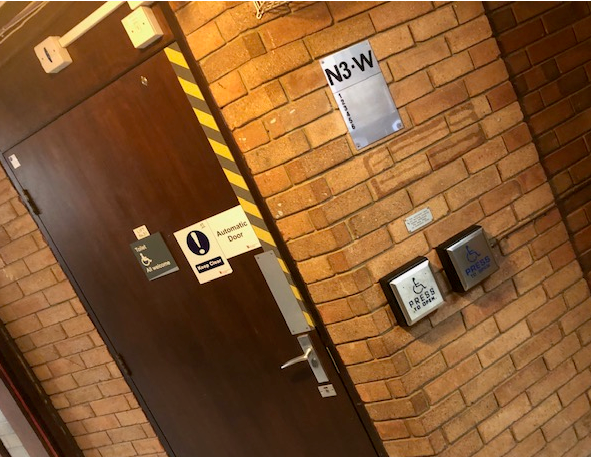 N3·W
Toilet
All welcome
Keep Clear
Automatic
Door
PRESS
TO OPEN
PRESS
TO OPEN